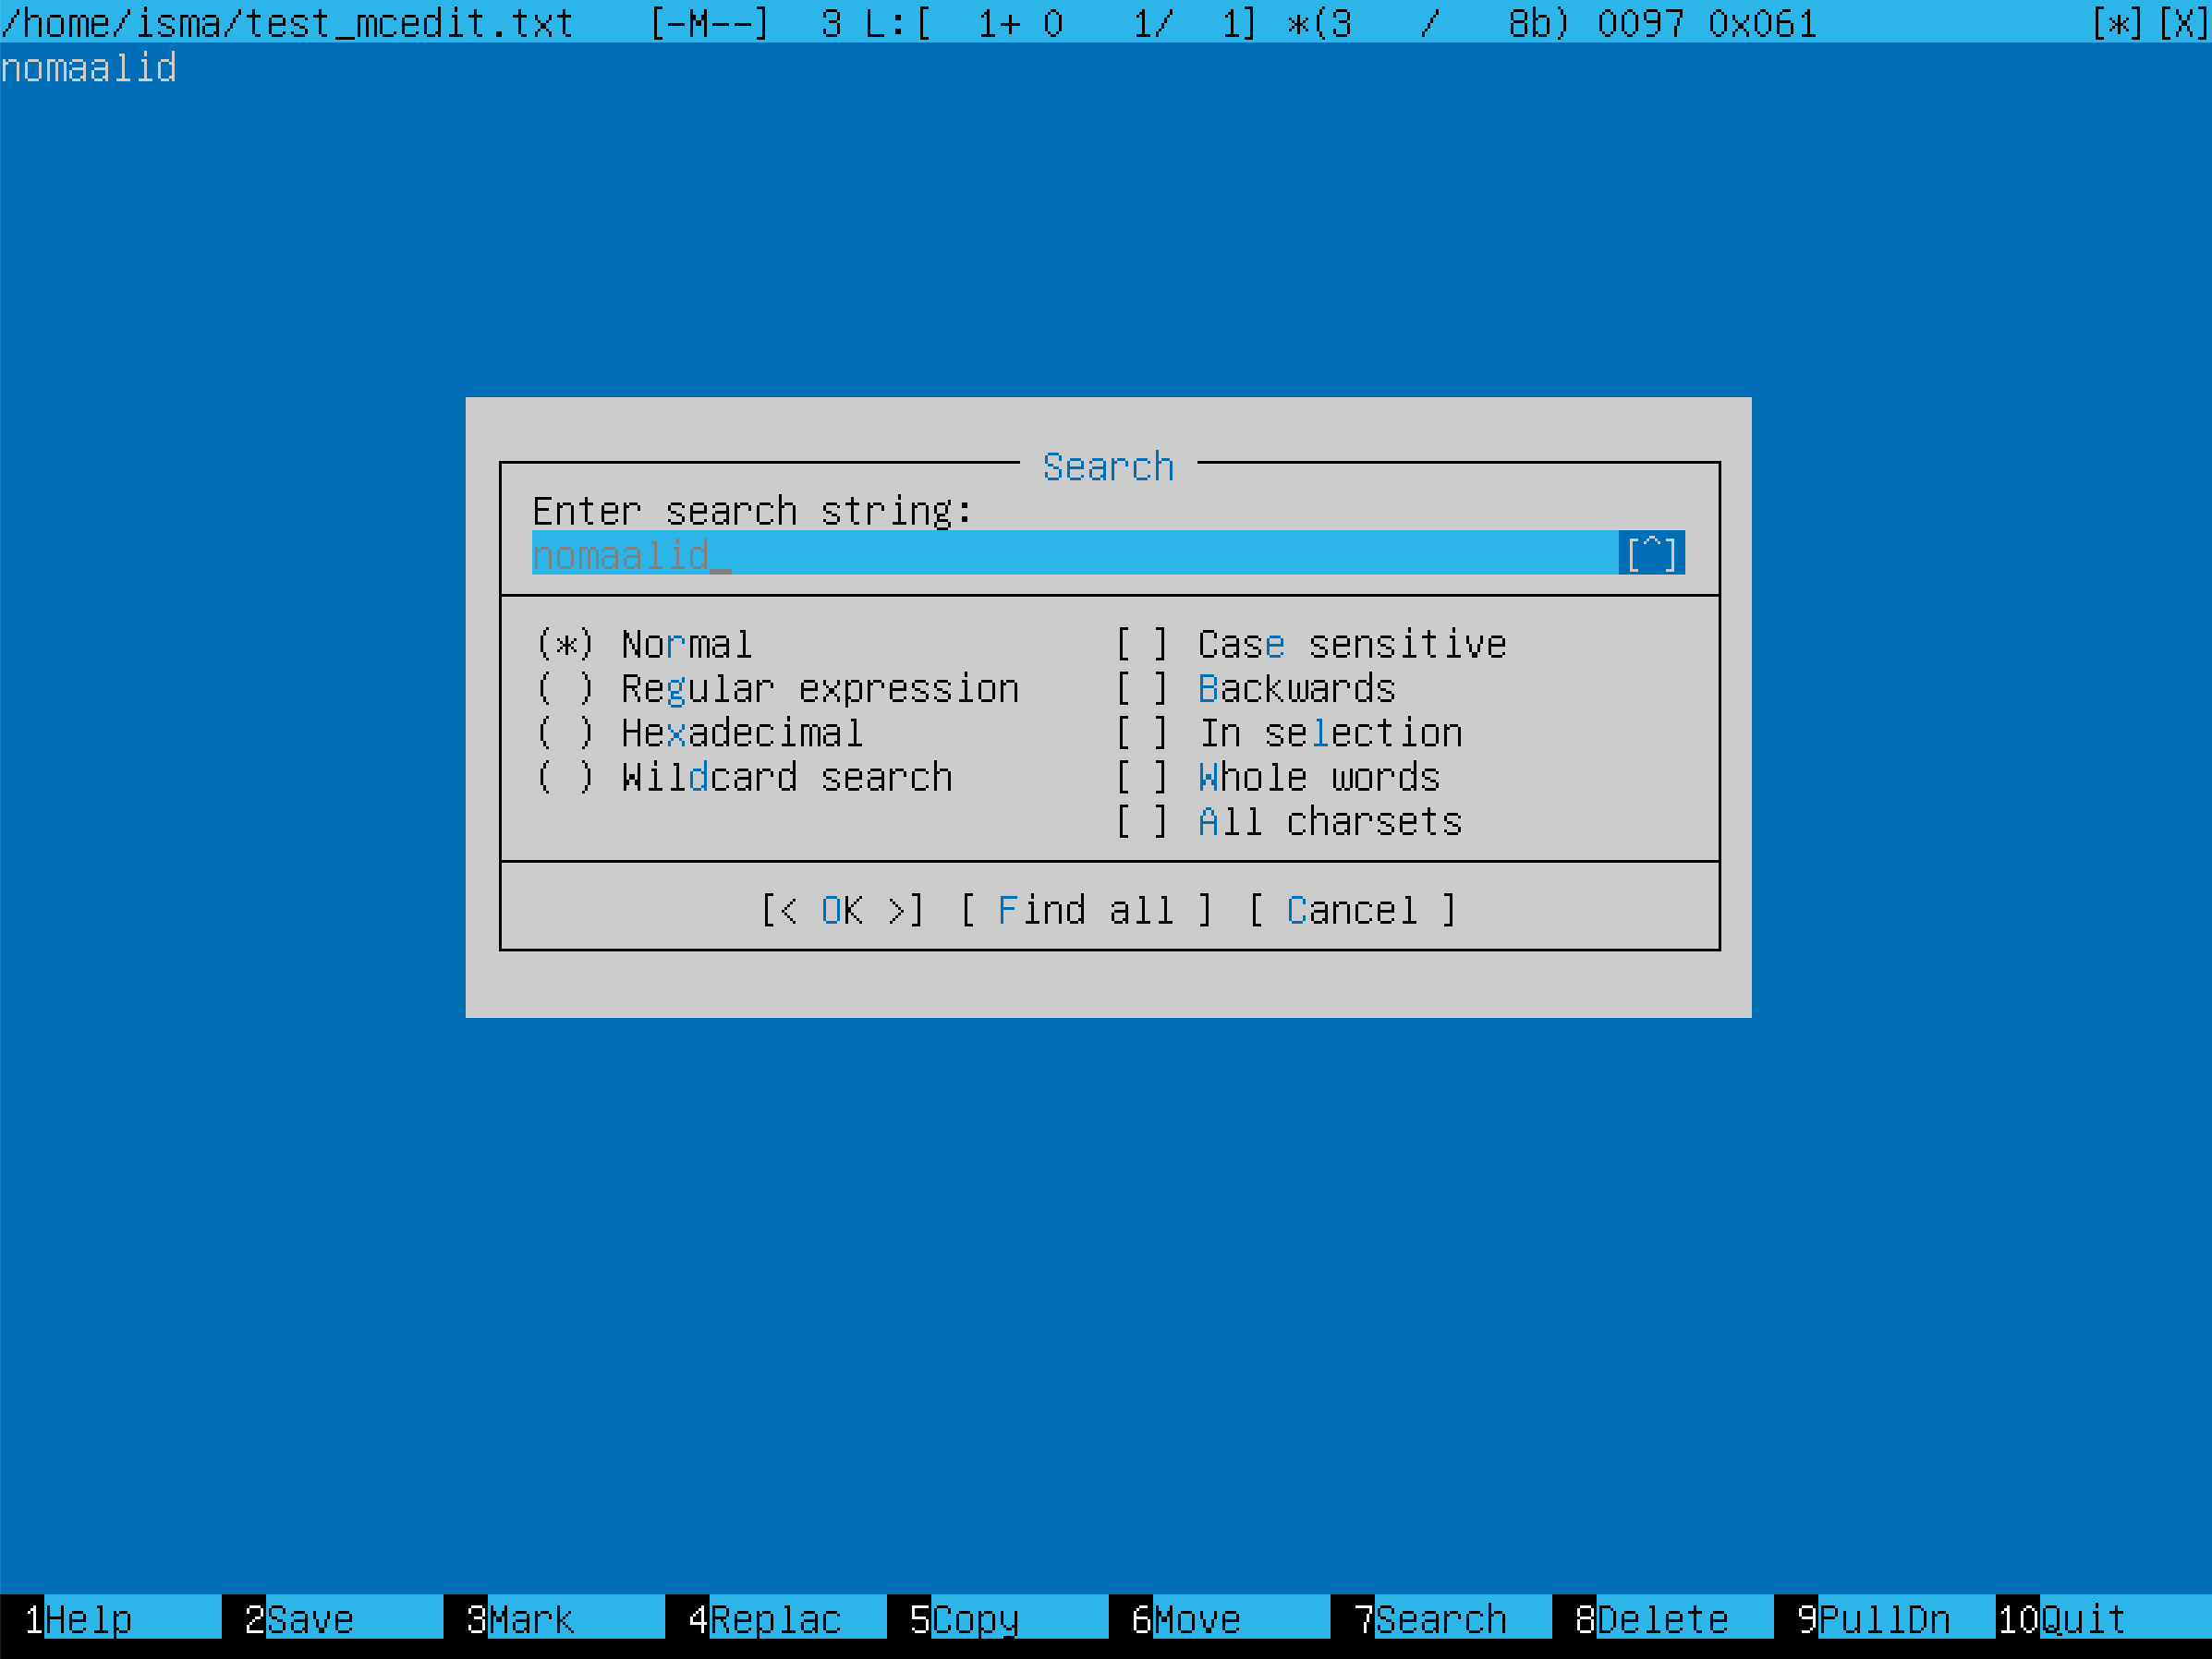 /home/isma/test_mcedit.txt [-M--] 3 L:[ 1+ 0 1/ 1] *(3 / 8b) 0097 0x061 [*][X]
nomaalid
Search
Enter search string:
nomaalid_ [^]
(*) Normal [ ] Case sensitive
( ) Regular expression [ ] Backwards
( ) Hexadecimal [ ] In selection
( ) Wildcard search [ ] Whole words
[ ] All charsets
[< OK >] [ Find all ] [ Cancel ]
1Help 2Save 3Mark 4Replac 5Copy 6Move 7Search 8Delete 9PullDn 10Quit